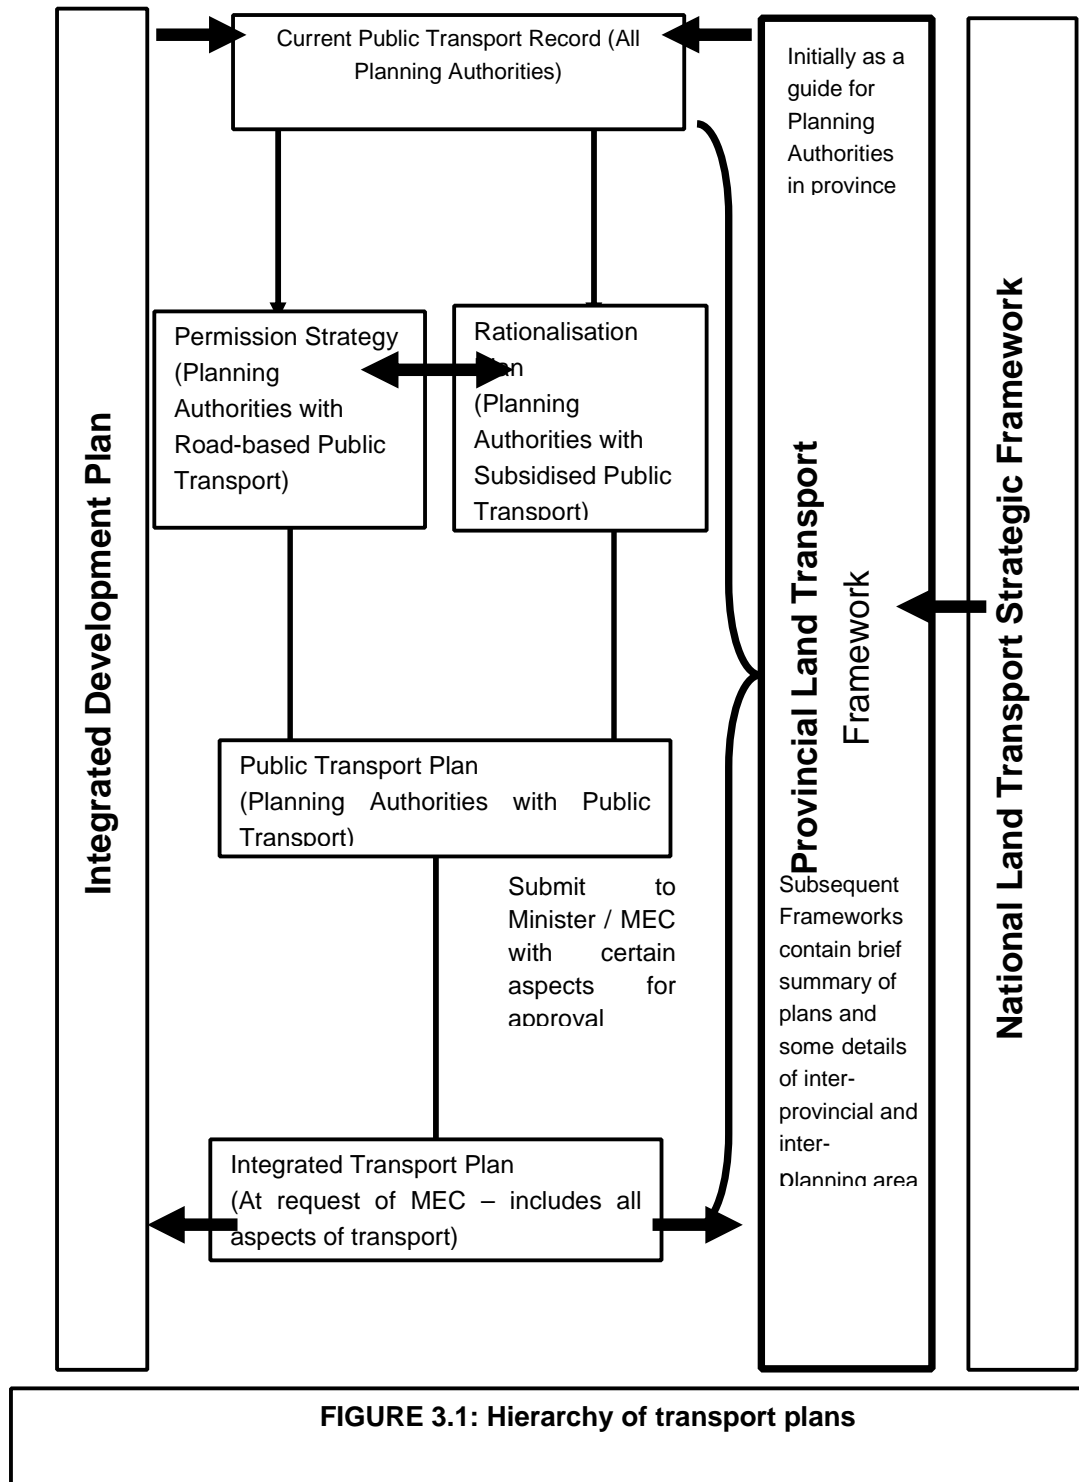 Current Public Transport Record (All
Planning Authorities)
Initially as a
guide for
Planning
Authorities
in province
Permission Strategy
(Planning
Authorities with
Road-based Public
Transport)
Rationalisation
Plan
(Planning
Authorities with
Subsidised Public
Transport)
Integrated Development Plan
Provincial Land Transport
Framework
National Land Transport Strategic Framework
Public Transport Plan
(Planning Authorities with Public
Transport)
Submit to
Minister / MEC
with certain
aspects for
approval
Subsequent
Frameworks
contain brief
summary of
plans and
some details
of inter-
provincial and
inter-
planning area
Integrated Transport Plan
(At request of MEC – includes all
aspects of transport)
FIGURE 3.1: Hierarchy of transport plans